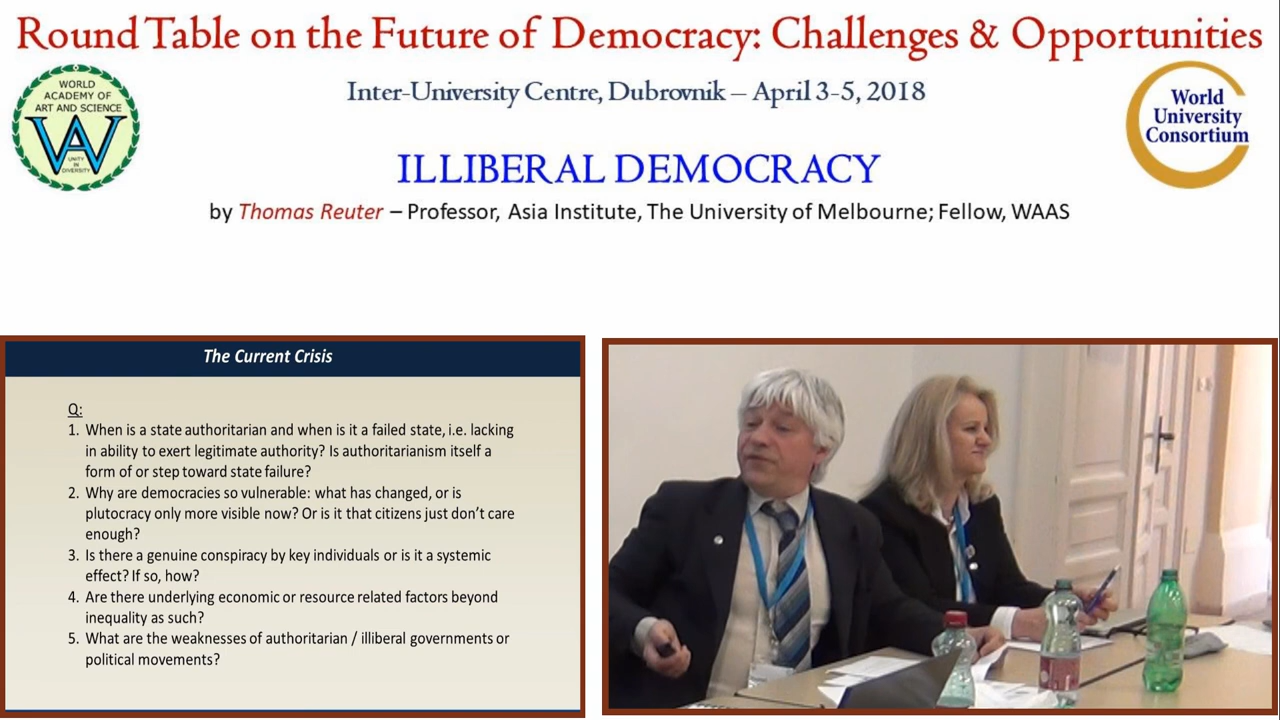 Round Table on the Future of Democracy: Challenges & Opportunities
WORLD
ACADEMY OF
ART AND SCIENCE
WA
UNITY
IN
DIVERSITY
Inter-University Centre, Dubrovnik – April 3-5, 2018
World
University
Consortium
ILLIBERAL DEMOCRACY
by Thomas Reuter – Professor, Asia Institute, The University of Melbourne; Fellow, WAAS
The Current Crisis
Q:
1. When is a state authoritarian and when is it a failed state, i.e. lacking
in ability to exert legitimate authority? Is authoritarianism itself a
form of or step toward state failure?
2. Why are democracies so vulnerable: what has changed, or is
plutocracy only more visible now? Or is it that citizens just don't care
enough?
3. Is there a genuine conspiracy by key individuals or is it a systemic
effect? If so, how?
4. Are there underlying economic or resource related factors beyond
inequality as such?
5. What are the weaknesses of authoritarian / illiberal governments or
political movements?